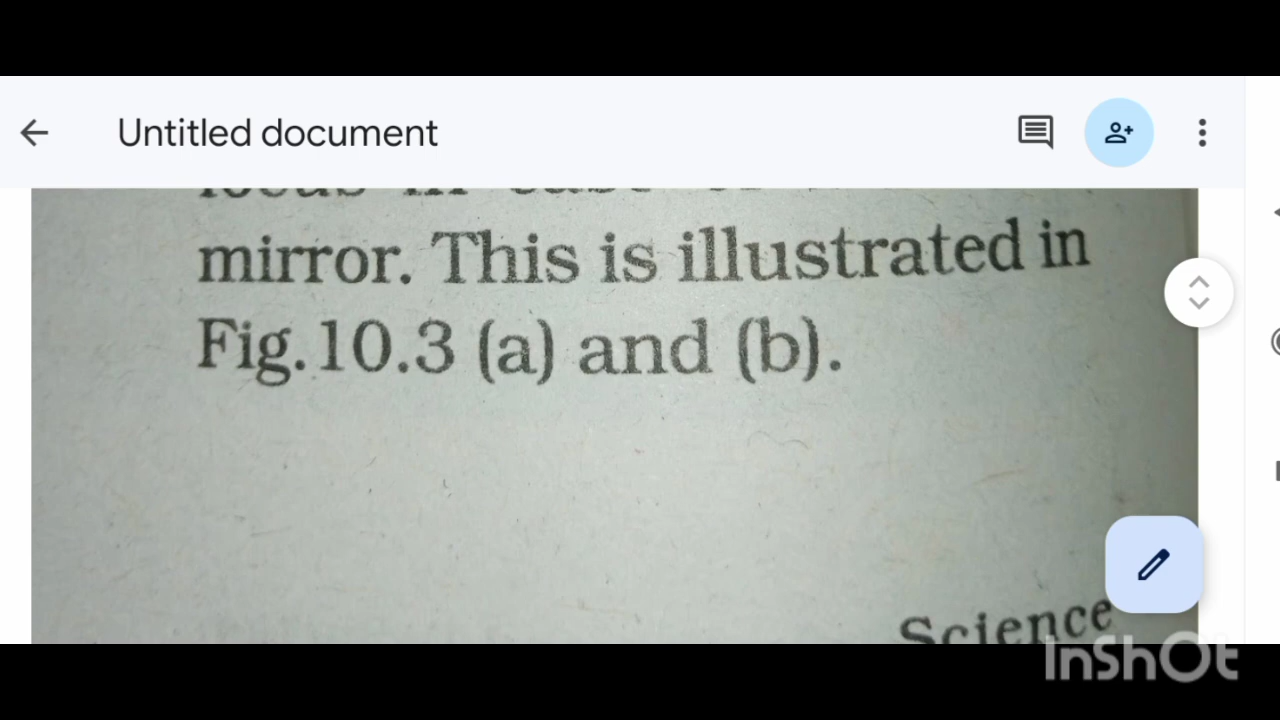 Untitled document
mirror. This is illustrated in
Fig.10.3 (a) and (b).
Science
InShOt